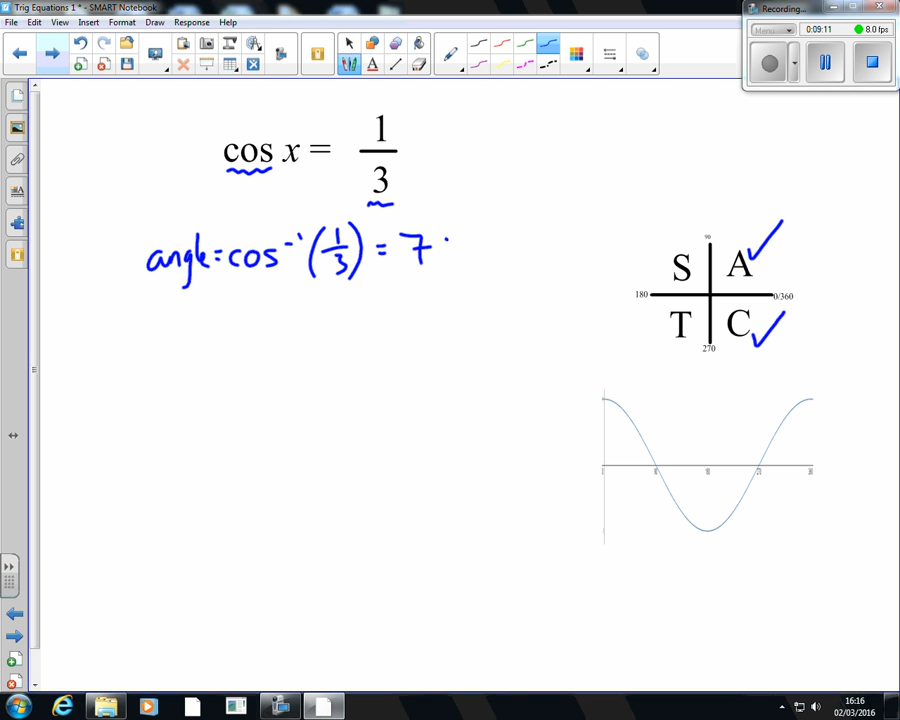 Trig Equations 1 * - SMART Notebook
File Edit View Insert Format Draw Response Help
Recording...
Menu 0:09:11 8.0 fps
cos x = 1/3
angle = cos⁻¹(1/3) = 7
90
S A
180 0/360
T C
270
16:16
02/03/2016